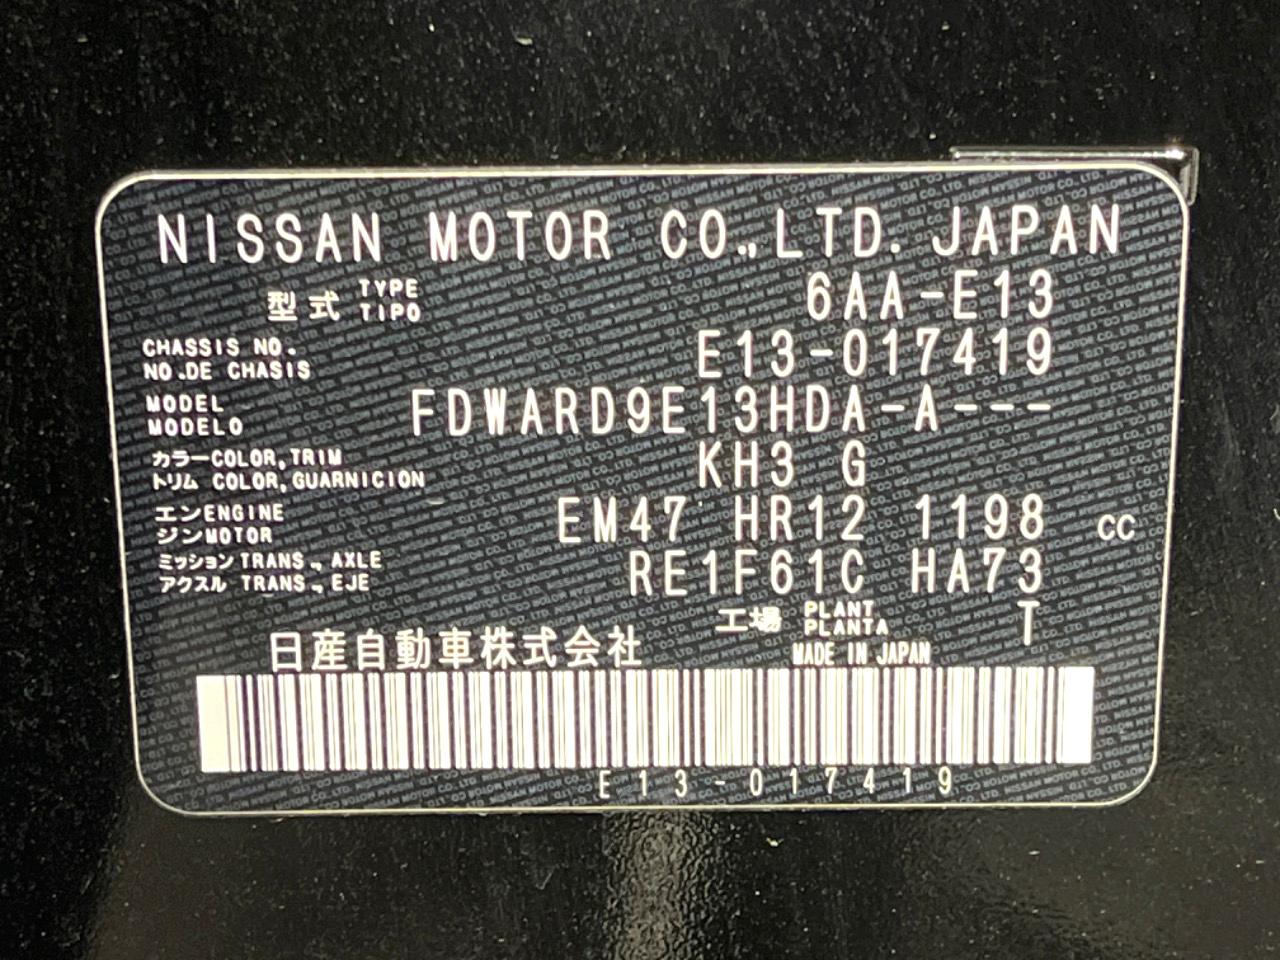 NISSAN MOTOR CO.,LTD. JAPAN
型式 TYPE TIPO 6AA-E13
CHASSIS NO. NO.DE CHASIS E13-017419
MODEL MODELO FDWARD9E13HDA-A---
カラー COLOR,TRIM KH3 G
トリム COLOR,GUARNICION
エン ENGINE EM47 HR12 1198 cc
ジン MOTOR
ミッション TRANS., AXLE RE1F61C HA73
アクスル TRANS., EJE
工場 PLANT PLANTA T
日産自動車株式会社 MADE IN JAPAN
E13-017419